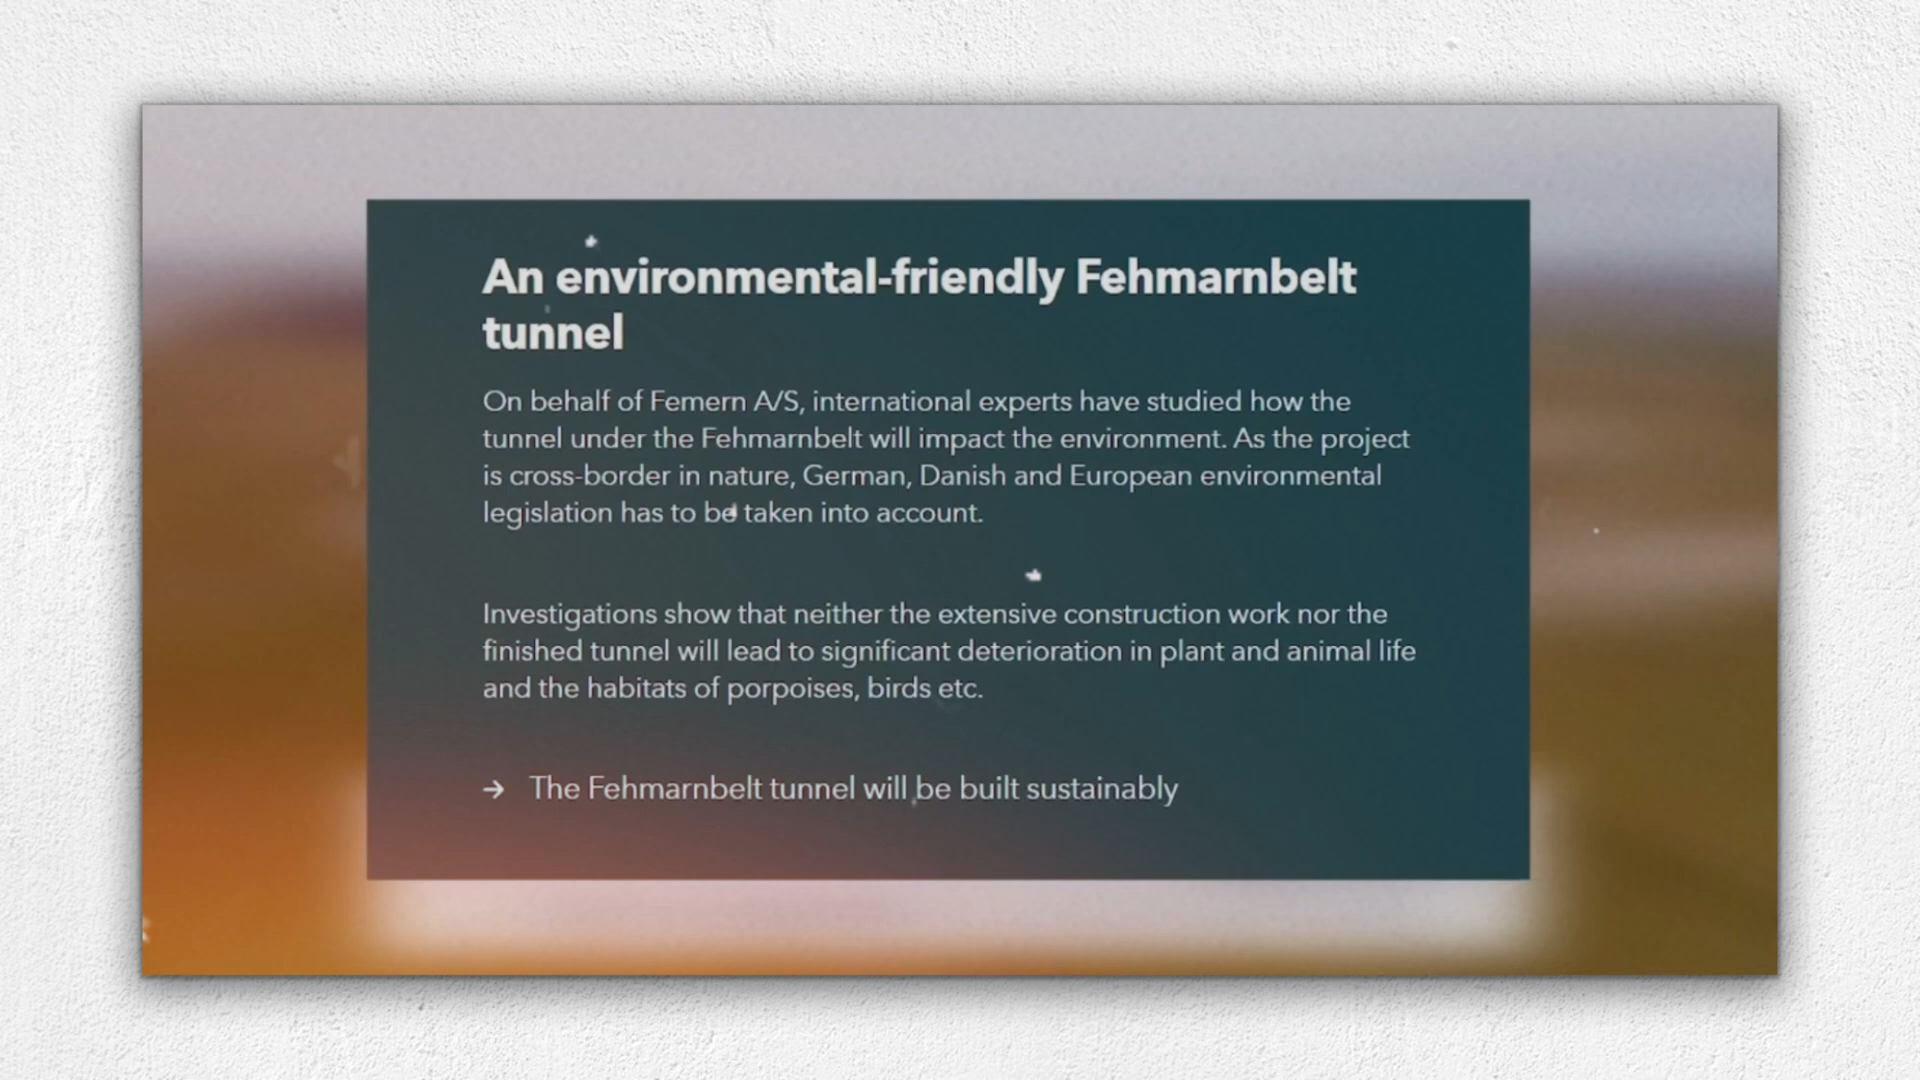 An environmental-friendly Fehmarnbelt
tunnel
On behalf of Femern A/S, international experts have studied how the
tunnel under the Fehmarnbelt will impact the environment. As the project
is cross-border in nature, German, Danish and European environmental
legislation has to be taken into account.
Investigations show that neither the extensive construction work nor the
finished tunnel will lead to significant deterioration in plant and animal life
and the habitats of porpoises, birds etc.
→ The Fehmarnbelt tunnel will be built sustainably